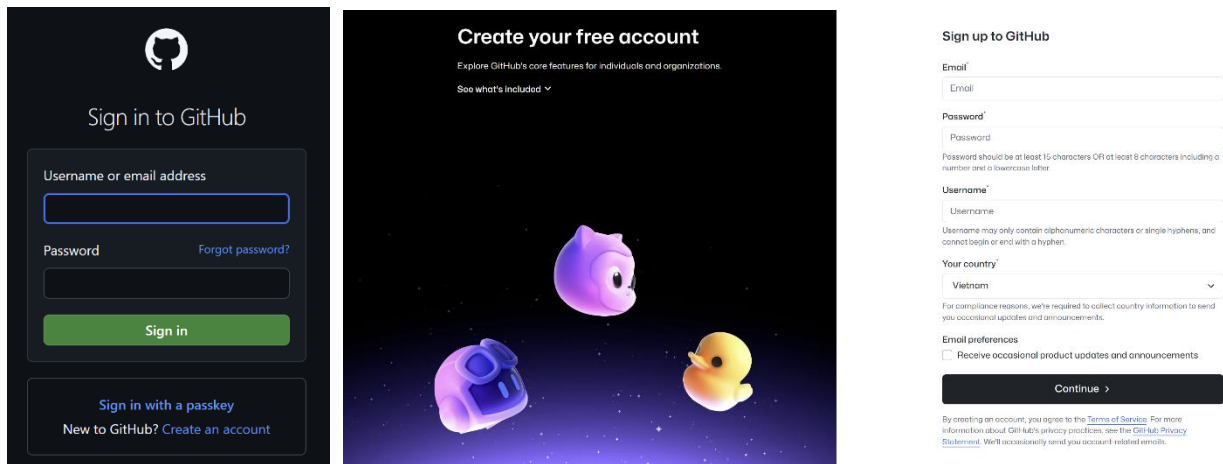 Sign in to GitHub
Username or email address
Password Forgot password?
Sign in
Sign in with a passkey
New to GitHub? Create an account
Create your free account
Explore GitHub's core features for individuals and organizations.
See what's included
Sign up to GitHub
Email*
Email
Password*
Password
Password should be at least 15 characters OR at least 8 characters including a
number and a lowercase letter.
Username*
Username
Username may only contain alphanumeric characters or single hyphens, and
cannot begin or end with a hyphen.
Your country*
Vietnam
For compliance reasons, we're required to collect country information to send
you occasional updates and announcements.
Email preferences
Receive occasional product updates and announcements
Continue
By creating an account, you agree to the Terms of Service. For more
information about GitHub's privacy practices, see the GitHub Privacy
Statement. We'll occasionally send you account-related emails.